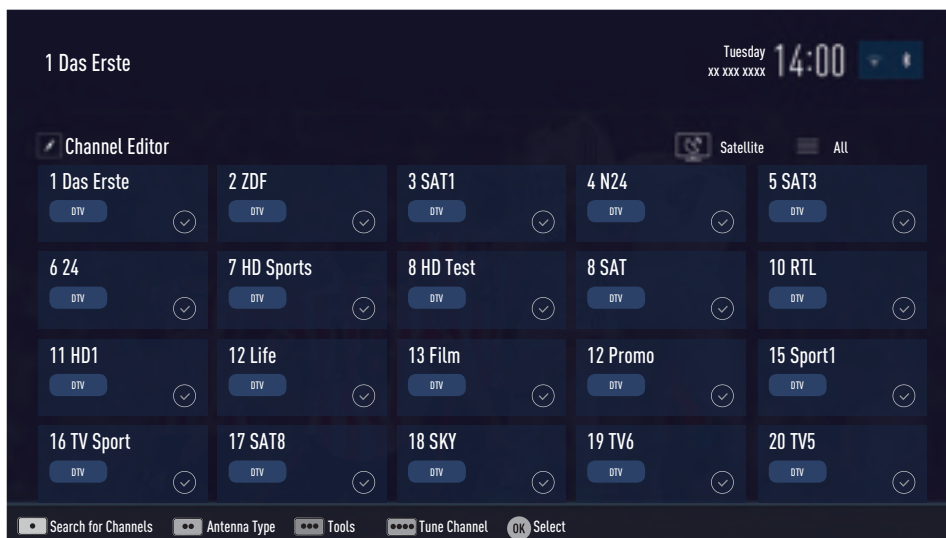 1 Das Erste
Tuesday
xx xxx xxxx
14:00
Channel Editor
Satellite
All
1 Das Erste
DTV
2 ZDF
DTV
3 SAT1
DTV
4 N24
DTV
5 SAT3
DTV
6 24
DTV
7 HD Sports
DTV
8 HD Test
DTV
8 SAT
DTV
10 RTL
DTV
11 HD1
DTV
12 Life
DTV
13 Film
DTV
12 Promo
DTV
15 Sport1
DTV
16 TV Sport
DTV
17 SAT8
DTV
18 SKY
DTV
19 TV6
DTV
20 TV5
DTV
Search for Channels
Antenna Type
Tools
Tune Channel
OK Select